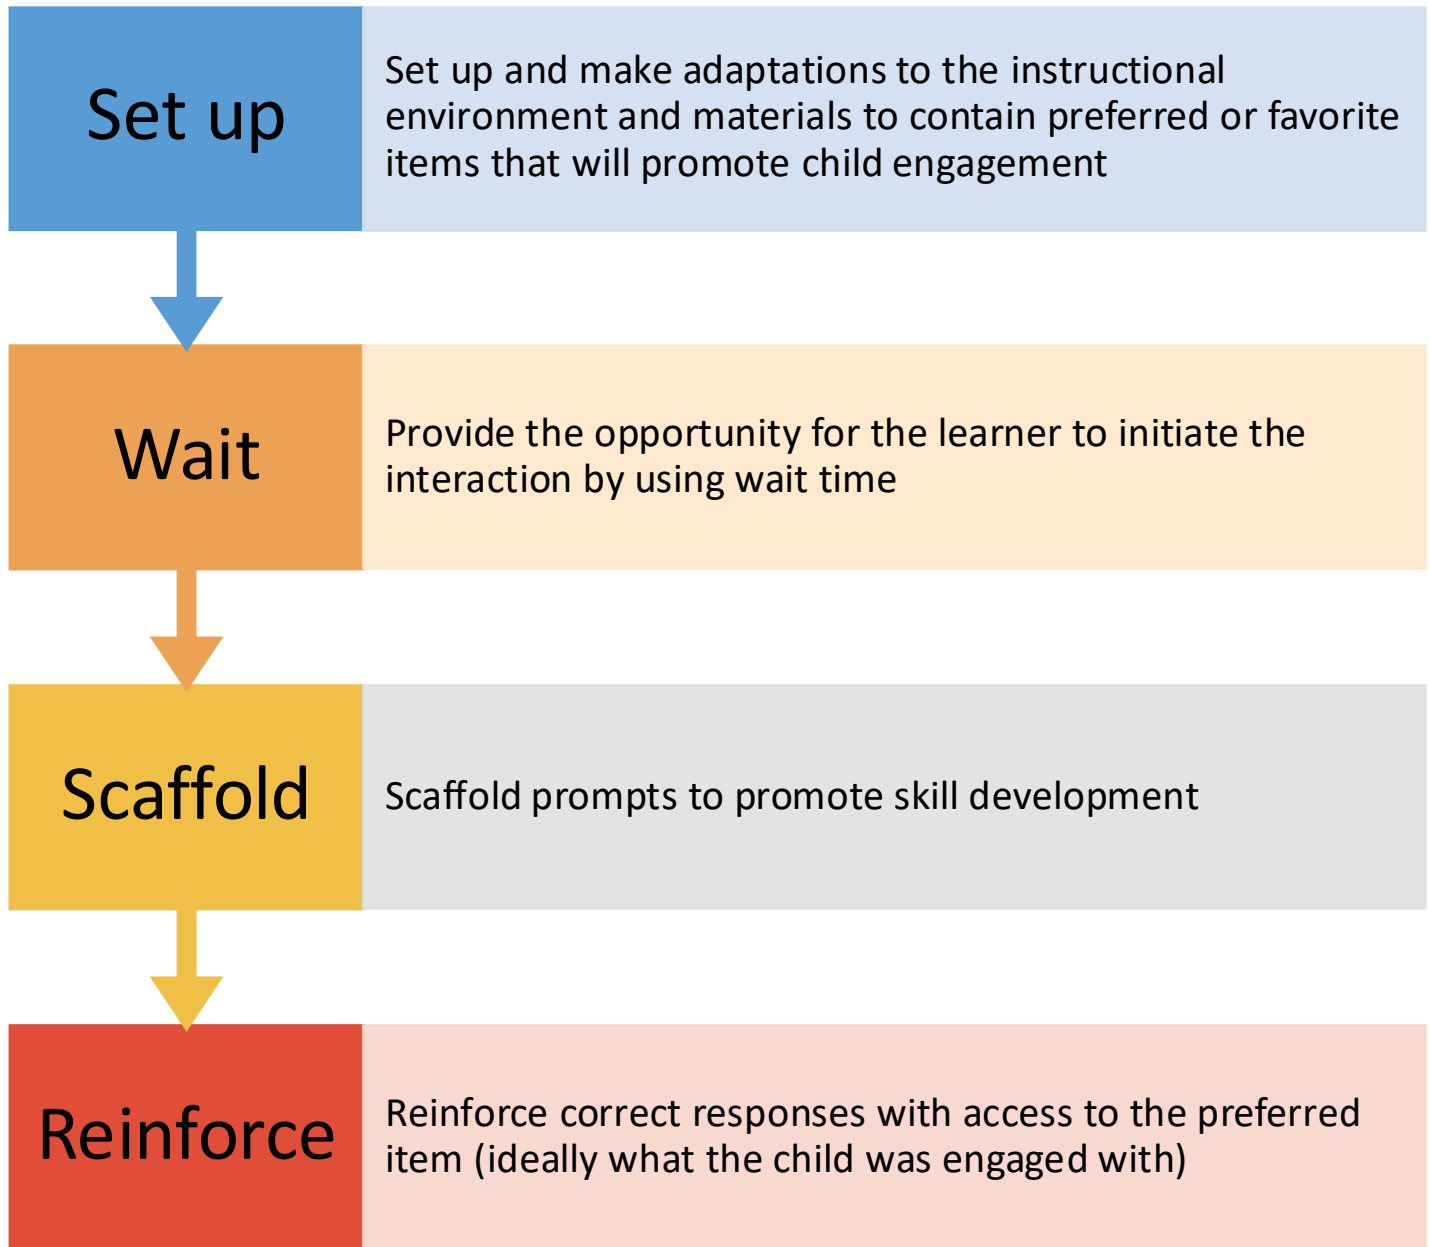 Set up
Set up and make adaptations to the instructional
environment and materials to contain preferred or favorite
items that will promote child engagement
Wait
Provide the opportunity for the learner to initiate the
interaction by using wait time
Scaffold
Scaffold prompts to promote skill development
Reinforce
Reinforce correct responses with access to the preferred
item (ideally what the child was engaged with)